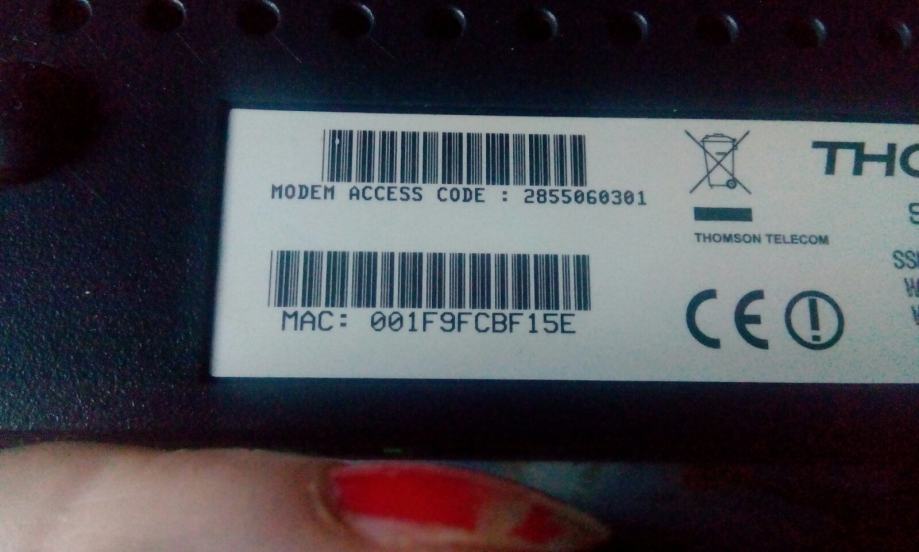 MODEM ACCESS CODE : 2855060301
MAC: 001F9FCBF15E
THOMSON TELECOM
CE